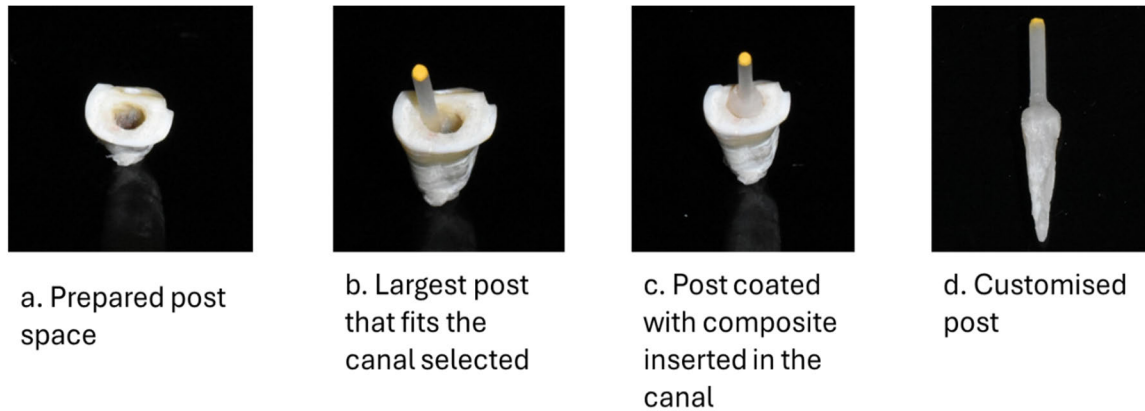 a. Prepared post
space
b. Largest post
that fits the
canal selected
c. Post coated
with composite
inserted in the
canal
d. Customised
post